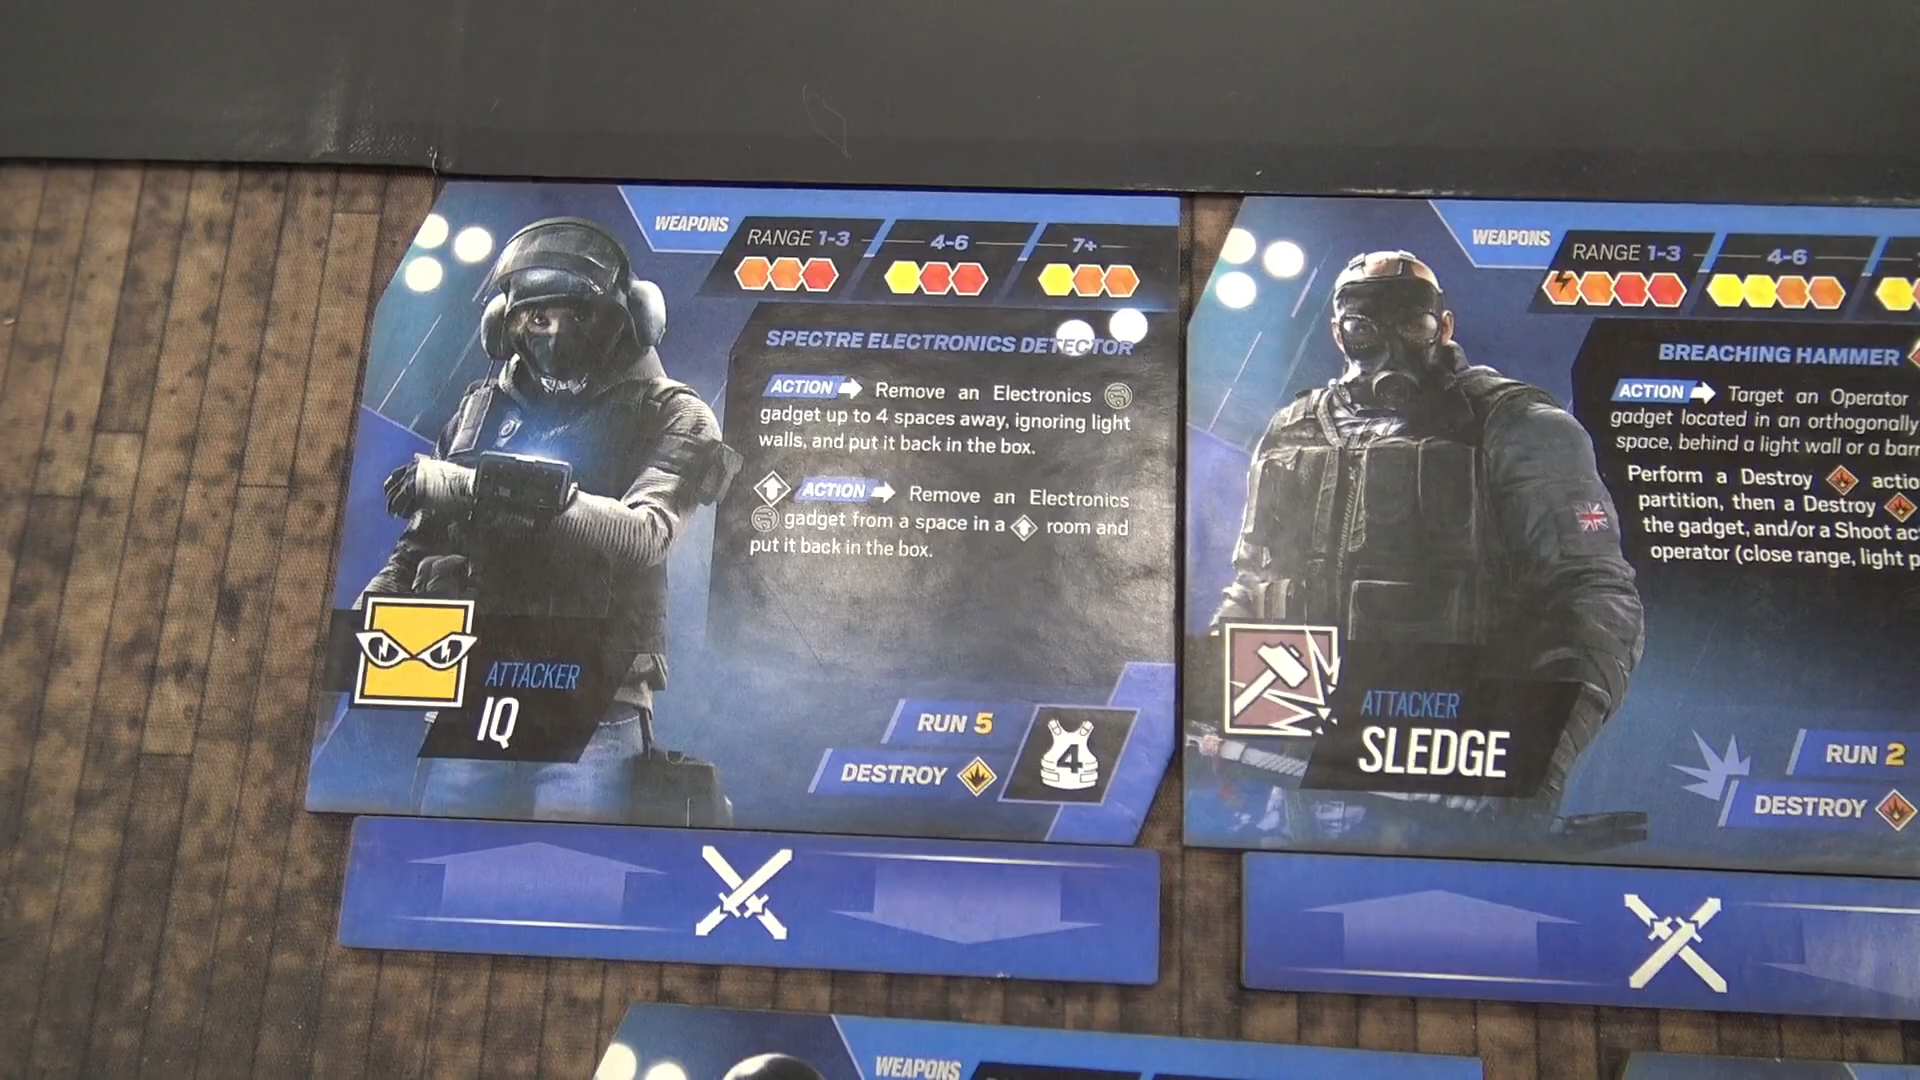 WEAPONS
RANGE 1-3
4-6
7+
SPECTRE ELECTRONICS DETECTOR
ACTION Remove an Electronics
gadget up to 4 spaces away, ignoring light
walls, and put it back in the box.
ACTION Remove an Electronics
gadget from a space in a room and
put it back in the box.
ATTACKER
IQ
RUN 5
DESTROY
4
WEAPONS
RANGE 1-3
4-6
BREACHING HAMMER
ACTION Target an Operator
gadget located in an orthogonally
space, behind a light wall or a
Perform a Destroy
partition, then a Destroy
the gadget, and/or a Shoot
operator (close range, light
ATTACKER
SLEDGE
RUN 2
DESTROY
WEAPONS